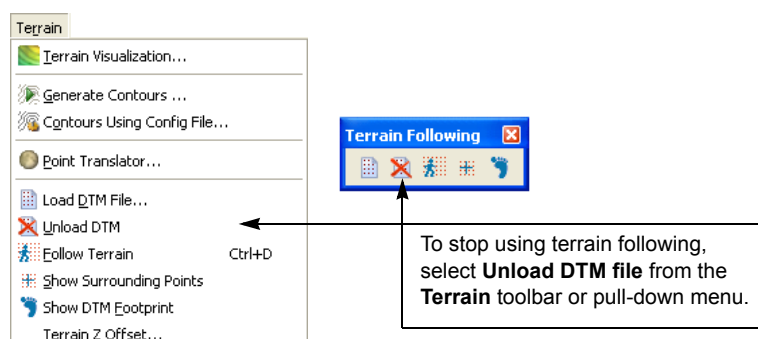 Terrain
Terrain Visualization...
Generate Contours ...
Contours Using Config File...
Point Translator...
Load DTM File...
Unload DTM
Follow Terrain Ctrl+D
Show Surrounding Points
Show DTM Footprint
Terrain Z Offset...
Terrain Following
To stop using terrain following,
select Unload DTM file from the
Terrain toolbar or pull-down menu.